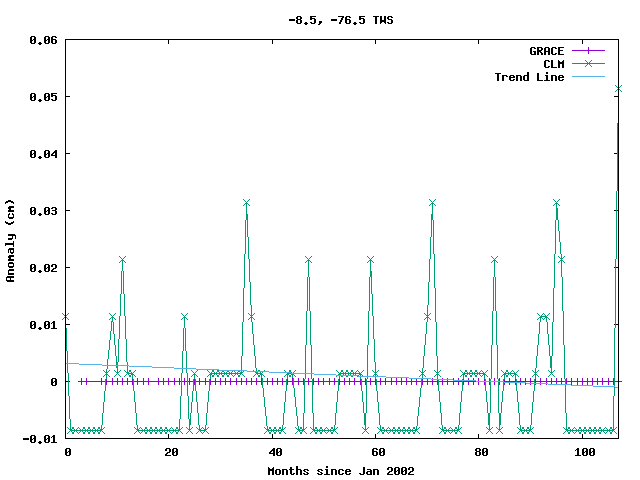 -8.5, -76.5 TWS
0.06
0.05
0.04
0.03
0.02
0.01
0
-0.01
Anomaly (cm)
GRACE
CLM
Trend Line
0 20 40 60 80 100
Months since Jan 2002